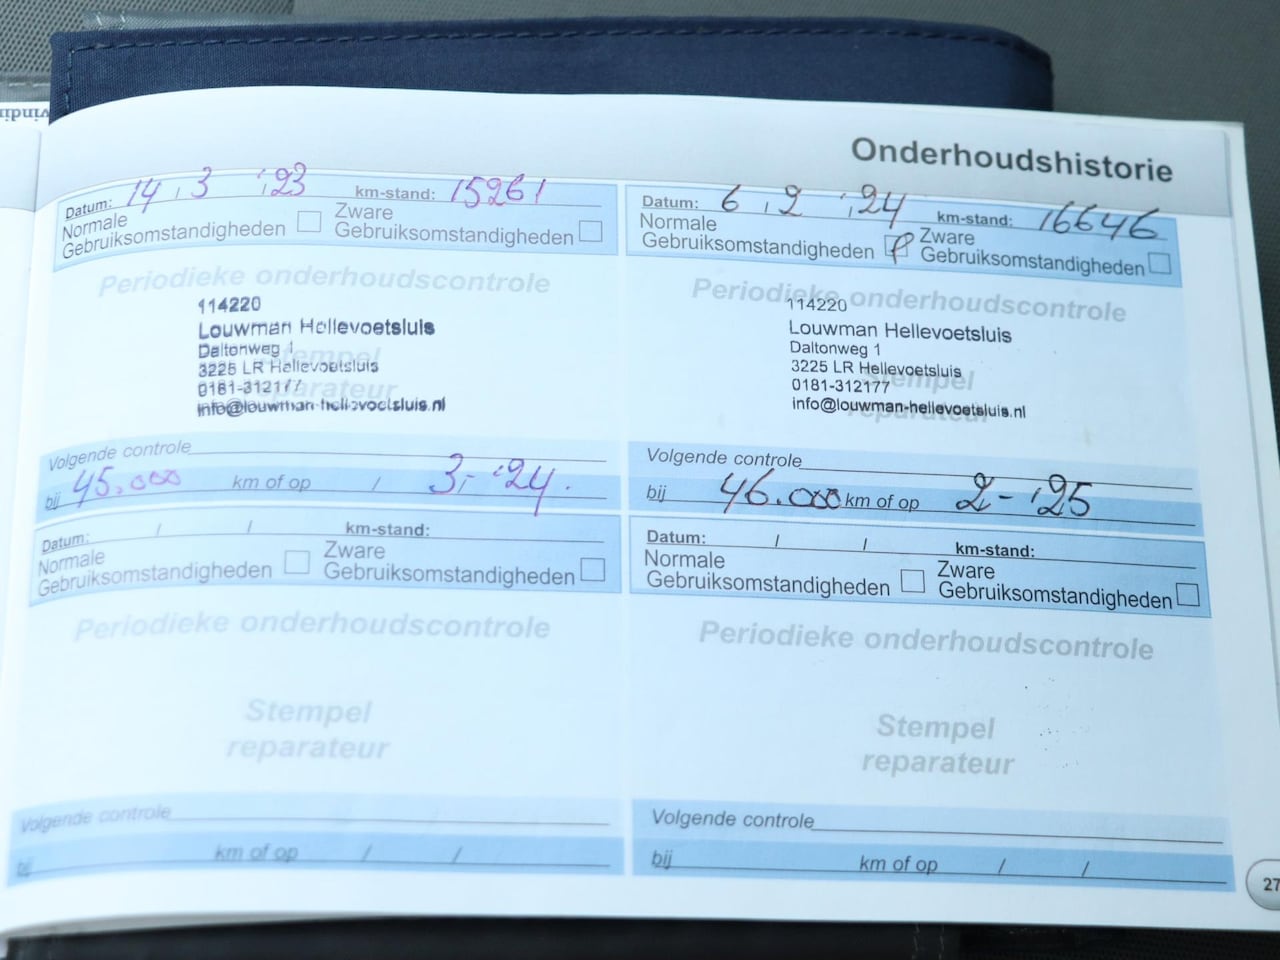 Onderhoudshistorie
Datum: 14 , 3 '23 km-stand: 15261
Normale
Gebruiksomstandigheden
Zware
Gebruiksomstandigheden
Periodieke onderhoudscontrole
Stempel
reparateur
114220
Louwman Hellevoetsluis
Daltonweg 1
3225 LR Hellevoetsluis
0181-312177
info@louwman-hellevoetsluis.nl
Volgende controle
bij 45.000 km of op / 3,- '24.
Datum: 6 , 2 '24 km-stand: 16646
Normale
Gebruiksomstandigheden
Zware
Gebruiksomstandigheden
Periodieke onderhoudscontrole
Stempel
reparateur
114220
Louwman Hellevoetsluis
Daltonweg 1
3225 LR Hellevoetsluis
0181-312177
info@louwman-hellevoetsluis.nl
Volgende controle
bij 46.000 km of op 2 - '25
Datum: / / km-stand:
Normale
Gebruiksomstandigheden
Zware
Gebruiksomstandigheden
Periodieke onderhoudscontrole
Stempel
reparateur
Volgende controle
bij km of op / /
Datum: / / km-stand:
Normale
Gebruiksomstandigheden
Zware
Gebruiksomstandigheden
Periodieke onderhoudscontrole
Stempel
reparateur
Volgende controle
bij km of op / /
27